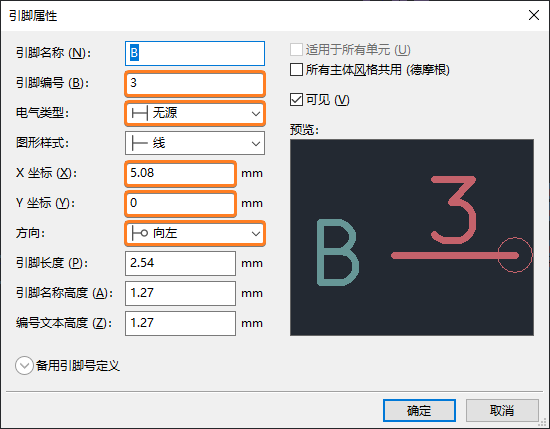 引脚属性
引脚名称 (N): B
引脚编号 (B): 3
电气类型: 无源
图形样式: 线
X 坐标 (X): 5.08 mm
Y 坐标 (Y): 0 mm
方向: 向左
引脚长度 (P): 2.54 mm
引脚名称高度 (A): 1.27 mm
编号文本高度 (Z): 1.27 mm
备用引脚号定义
适用于所有单元 (U)
所有主体风格共用 (德摩根)
可见 (V)
预览:
3
B
确定 取消